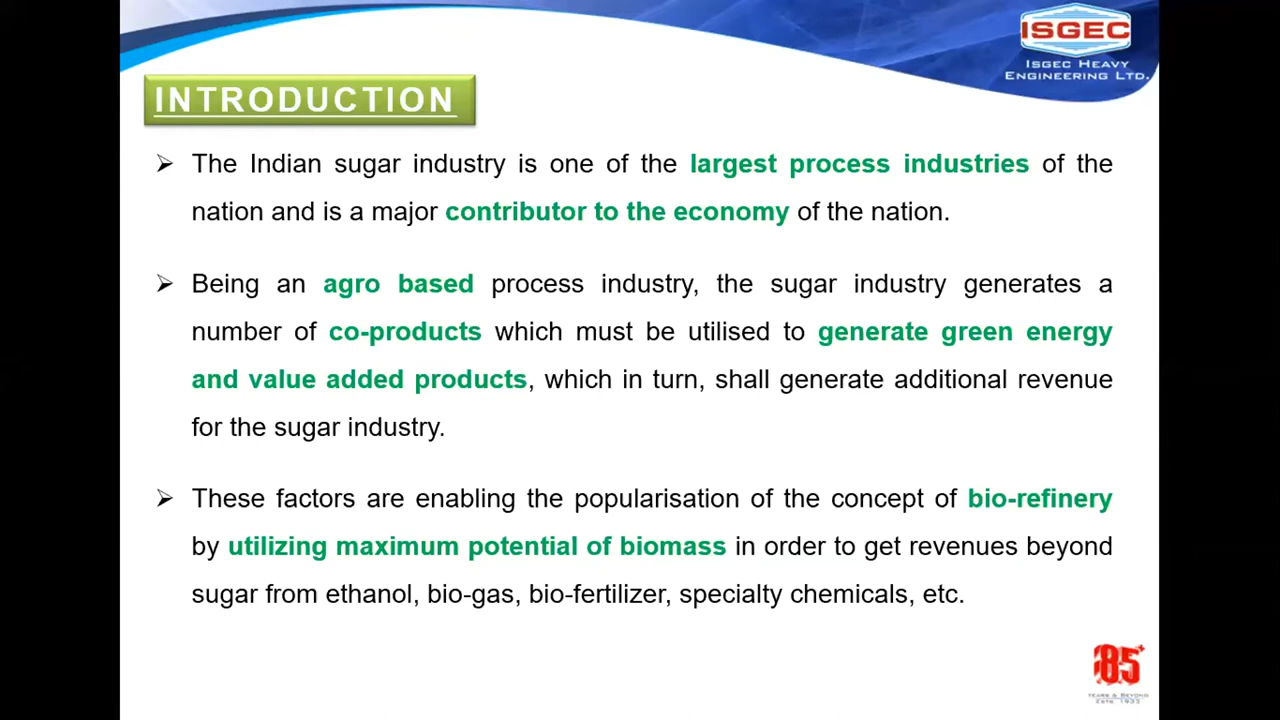 ISGEC
ISGEC HEAVY
ENGINEERING LTD.
INTRODUCTION
➢ The Indian sugar industry is one of the largest process industries of the
nation and is a major contributor to the economy of the nation.
➢ Being an agro based process industry, the sugar industry generates a
number of co-products which must be utilised to generate green energy
and value added products, which in turn, shall generate additional revenue
for the sugar industry.
➢ These factors are enabling the popularisation of the concept of bio-refinery
by utilizing maximum potential of biomass in order to get revenues beyond
sugar from ethanol, bio-gas, bio-fertilizer, specialty chemicals, etc.
85+
YEARS & BEYOND
ESTD. 1933